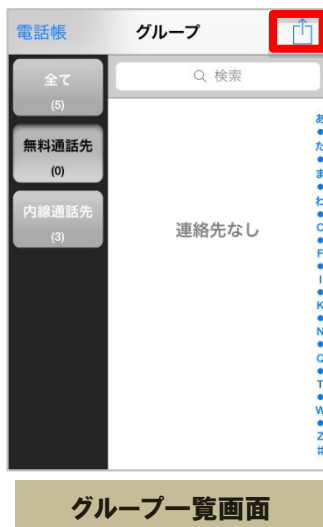 電話帳 グループ
検索
全て
(5)
無料通話先
(0)
内線通話先
(3)
連絡先なし
あ
た
ま
わ
C
F
I
K
N
Q
T
W
Z
#
グループ一覧画面